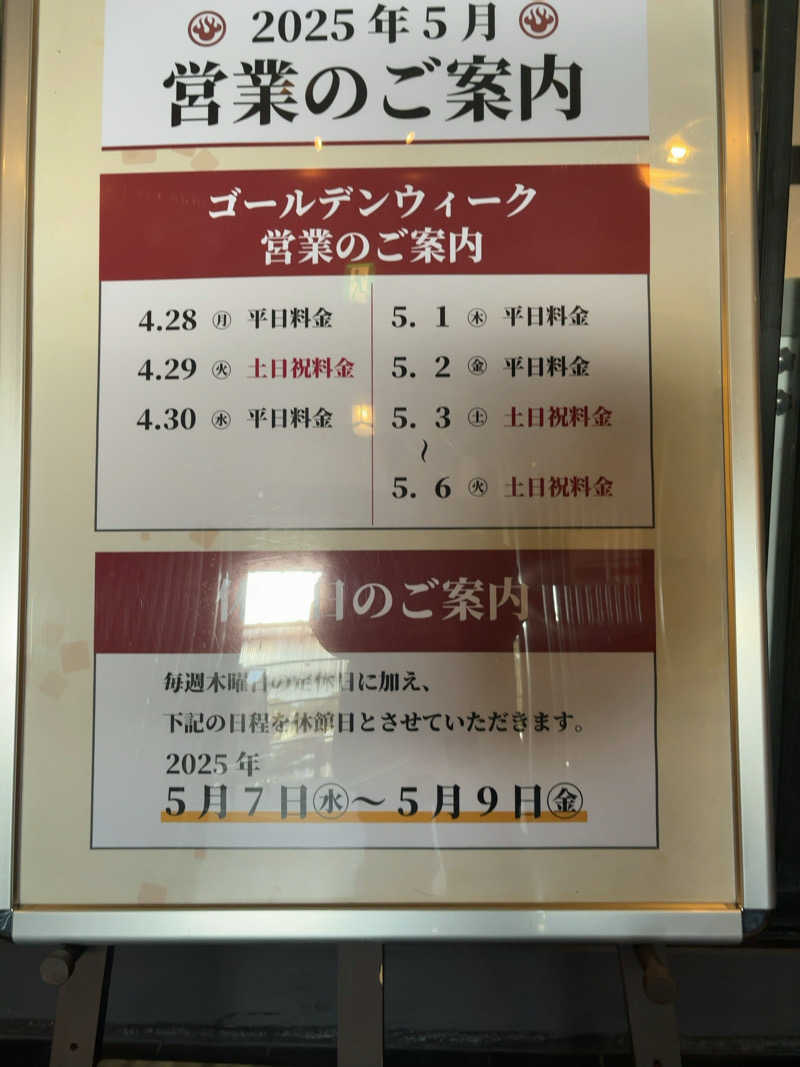 2025年5月
営業のご案内
ゴールデンウィーク
営業のご案内
4.28 ㊊ 平日料金
4.29 ㊋ 土日祝料金
4.30 ㊌ 平日料金
5. 1 ㊍ 平日料金
5. 2 ㊎ 平日料金
5. 3 ㊏ 土日祝料金
〜
5. 6 ㊋ 土日祝料金
日のご案内
毎週木曜日の定休日に加え、
下記の日程を休館日とさせていただきます。
2025年
5月7日㊌〜5月9日㊎